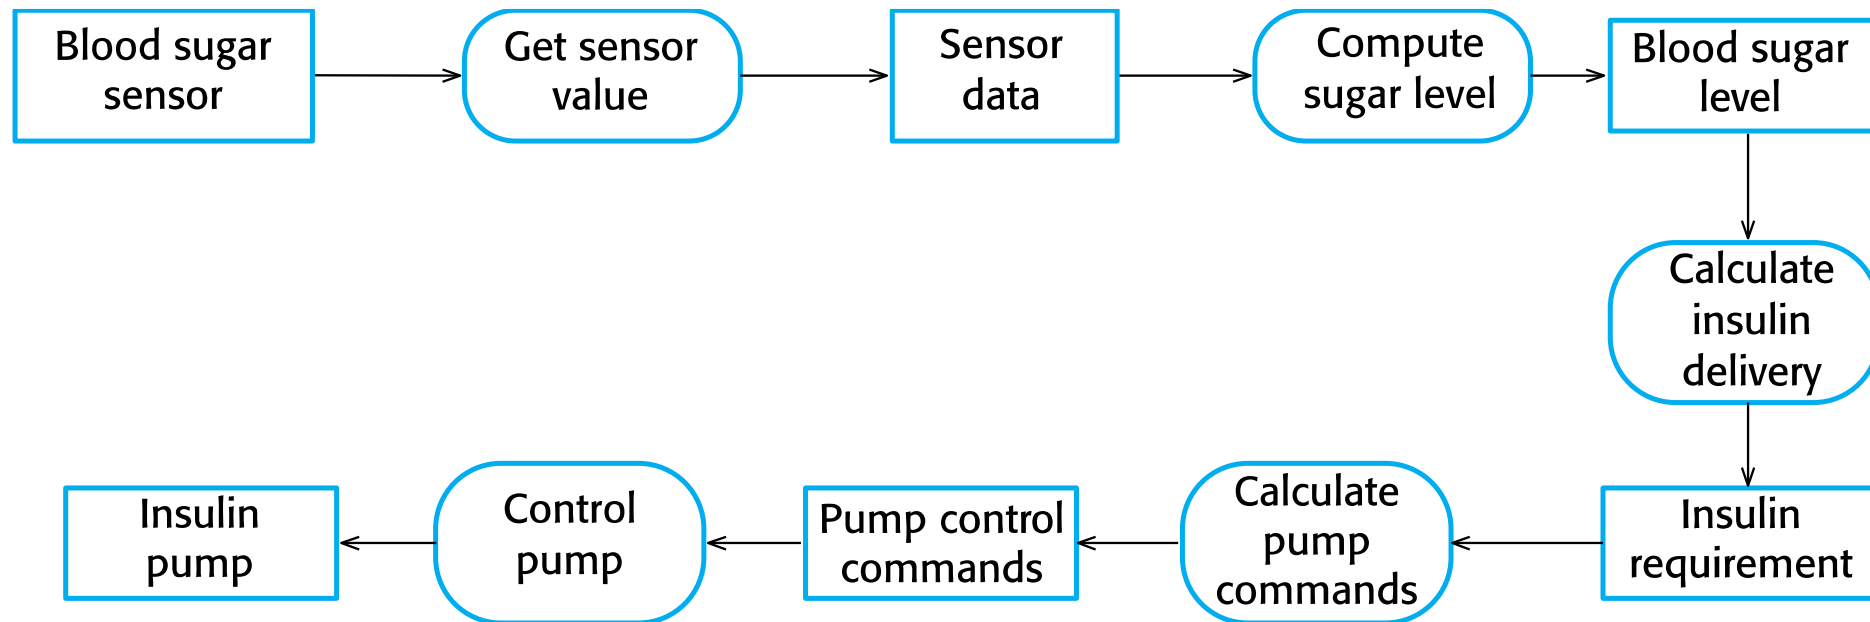 Blood sugar
sensor
Get sensor
value
Sensor
data
Compute
sugar level
Blood sugar
level
Calculate
insulin
delivery
Insulin
requirement
Calculate
pump
commands
Pump control
commands
Control
pump
Insulin
pump